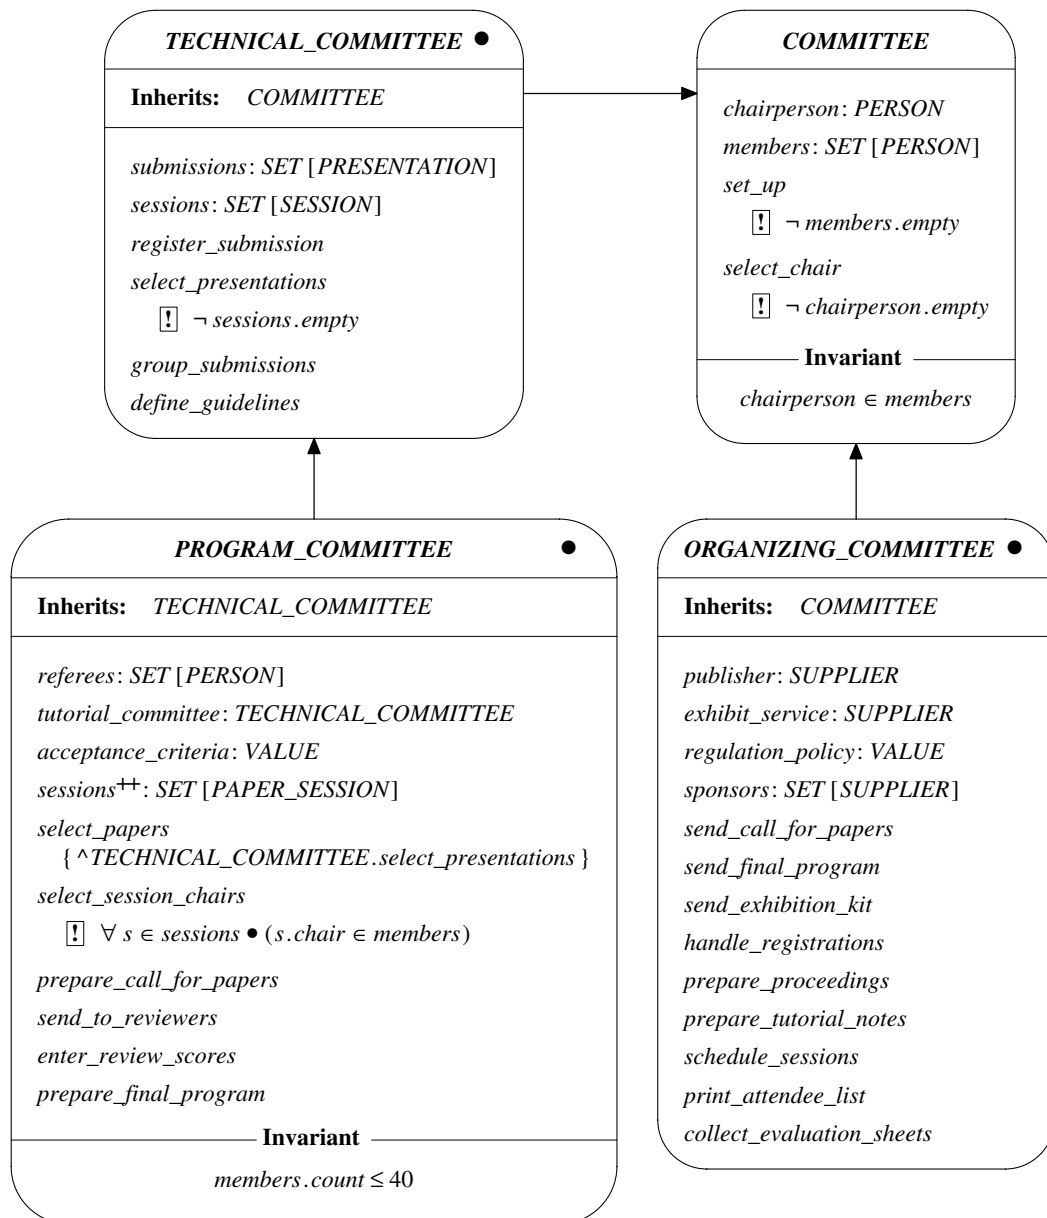 TECHNICAL_COMMITTEE ●
Inherits: COMMITTEE
submissions: SET [PRESENTATION]
sessions: SET [SESSION]
register_submission
select_presentations
! ¬ sessions.empty
group_submissions
define_guidelines
COMMITTEE
chairperson: PERSON
members: SET [PERSON]
set_up
! ¬ members.empty
select_chair
! ¬ chairperson.empty
Invariant
chairperson ∈ members
PROGRAM_COMMITTEE ●
Inherits: TECHNICAL_COMMITTEE
referees: SET [PERSON]
tutorial_committee: TECHNICAL_COMMITTEE
acceptance_criteria: VALUE
sessions++: SET [PAPER_SESSION]
select_papers
{ ^TECHNICAL_COMMITTEE.select_presentations }
select_session_chairs
! ∀ s ∈ sessions ● (s.chair ∈ members)
prepare_call_for_papers
send_to_reviewers
enter_review_scores
prepare_final_program
Invariant
members.count ≤ 40
ORGANIZING_COMMITTEE ●
Inherits: COMMITTEE
publisher: SUPPLIER
exhibit_service: SUPPLIER
regulation_policy: VALUE
sponsors: SET [SUPPLIER]
send_call_for_papers
send_final_program
send_exhibition_kit
handle_registrations
prepare_proceedings
prepare_tutorial_notes
schedule_sessions
print_attendee_list
collect_evaluation_sheets